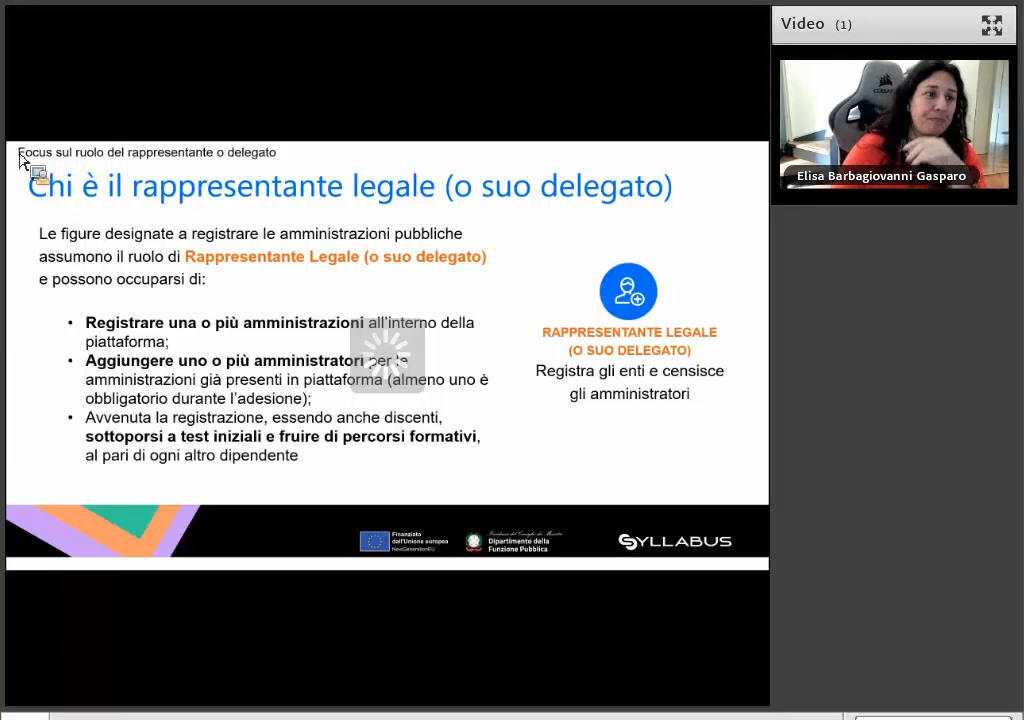 Video (1)
Elisa Barbagiovanni Gasparo
Focus sul ruolo del rappresentante o delegato
Chi è il rappresentante legale (o suo delegato)
Le figure designate a registrare le amministrazioni pubbliche
assumono il ruolo di Rappresentante Legale (o suo delegato)
e possono occuparsi di:
• Registrare una o più amministrazioni all'interno della
piattaforma;
• Aggiungere uno o più amministratori per le
amministrazioni già presenti in piattaforma (almeno uno è
obbligatorio durante l'adesione);
• Avvenuta la registrazione, essendo anche discenti,
sottoporsi a test iniziali e fruire di percorsi formativi,
al pari di ogni altro dipendente
RAPPRESENTANTE LEGALE
(O SUO DELEGATO)
Registra gli enti e censisce
gli amministratori
Finanziato
dall'Unione europea
NextGenerationEU
Presidenza del Consiglio dei Ministri
Dipartimento della
Funzione Pubblica
SYLLABUS